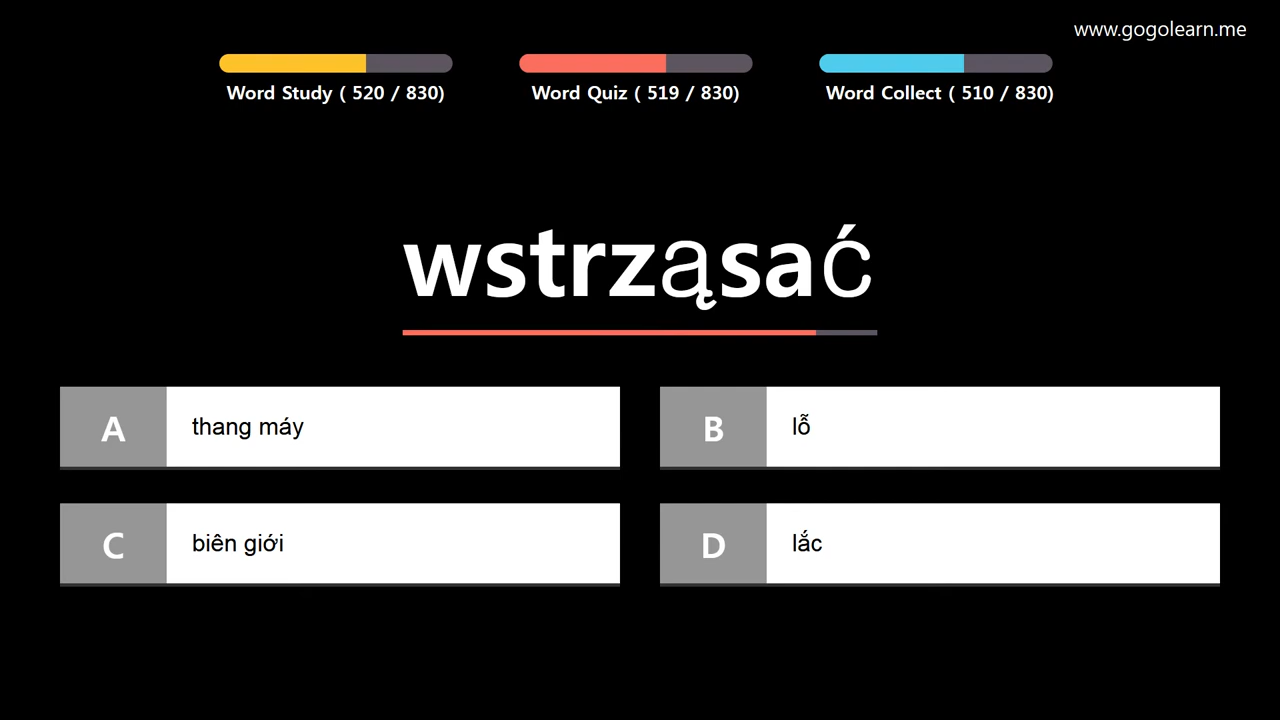 www.gogolearn.me
Word Study ( 520 / 830)
Word Quiz ( 519 / 830)
Word Collect ( 510 / 830)
wstrząsać
A thang máy
B lỗ
C biên giới
D lắc